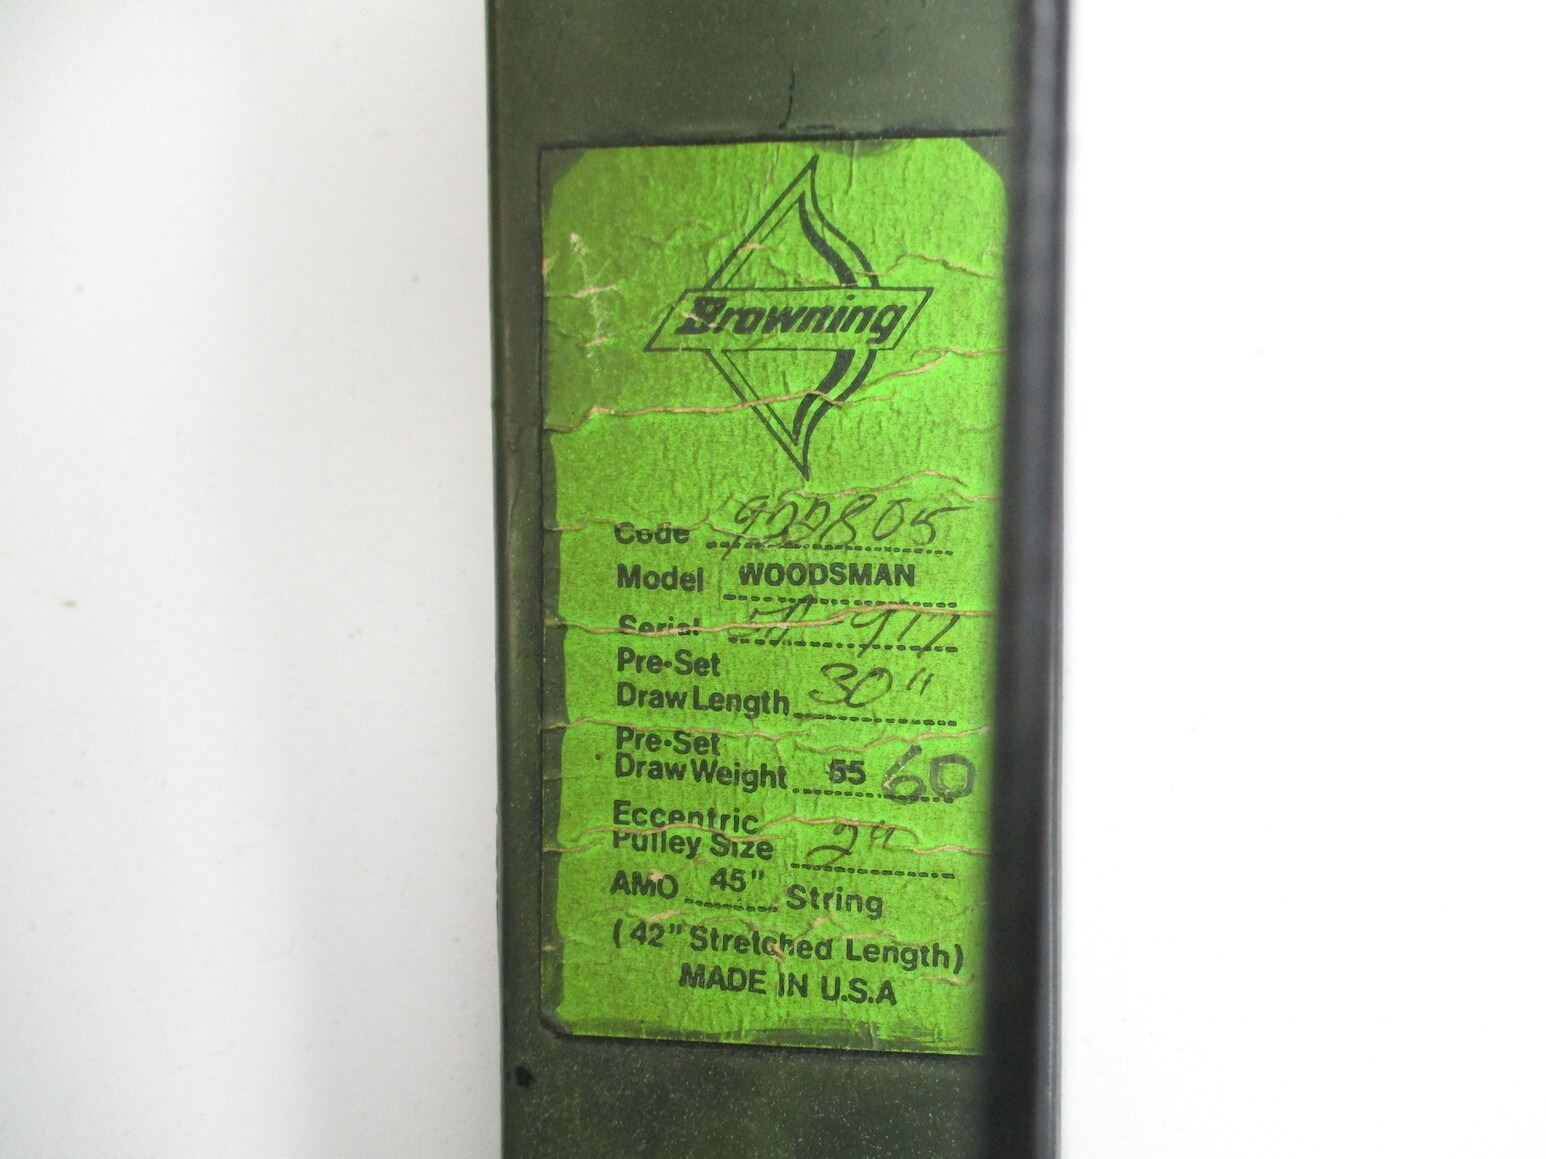 Browning
Code 922805
Model WOODSMAN
Serial
Pre-Set
Draw Length 30"
Pre-Set
Draw Weight 55 60
Eccentric
Pulley Size 2"
AMO 45" String
(42" Stretched Length)
MADE IN U.S.A